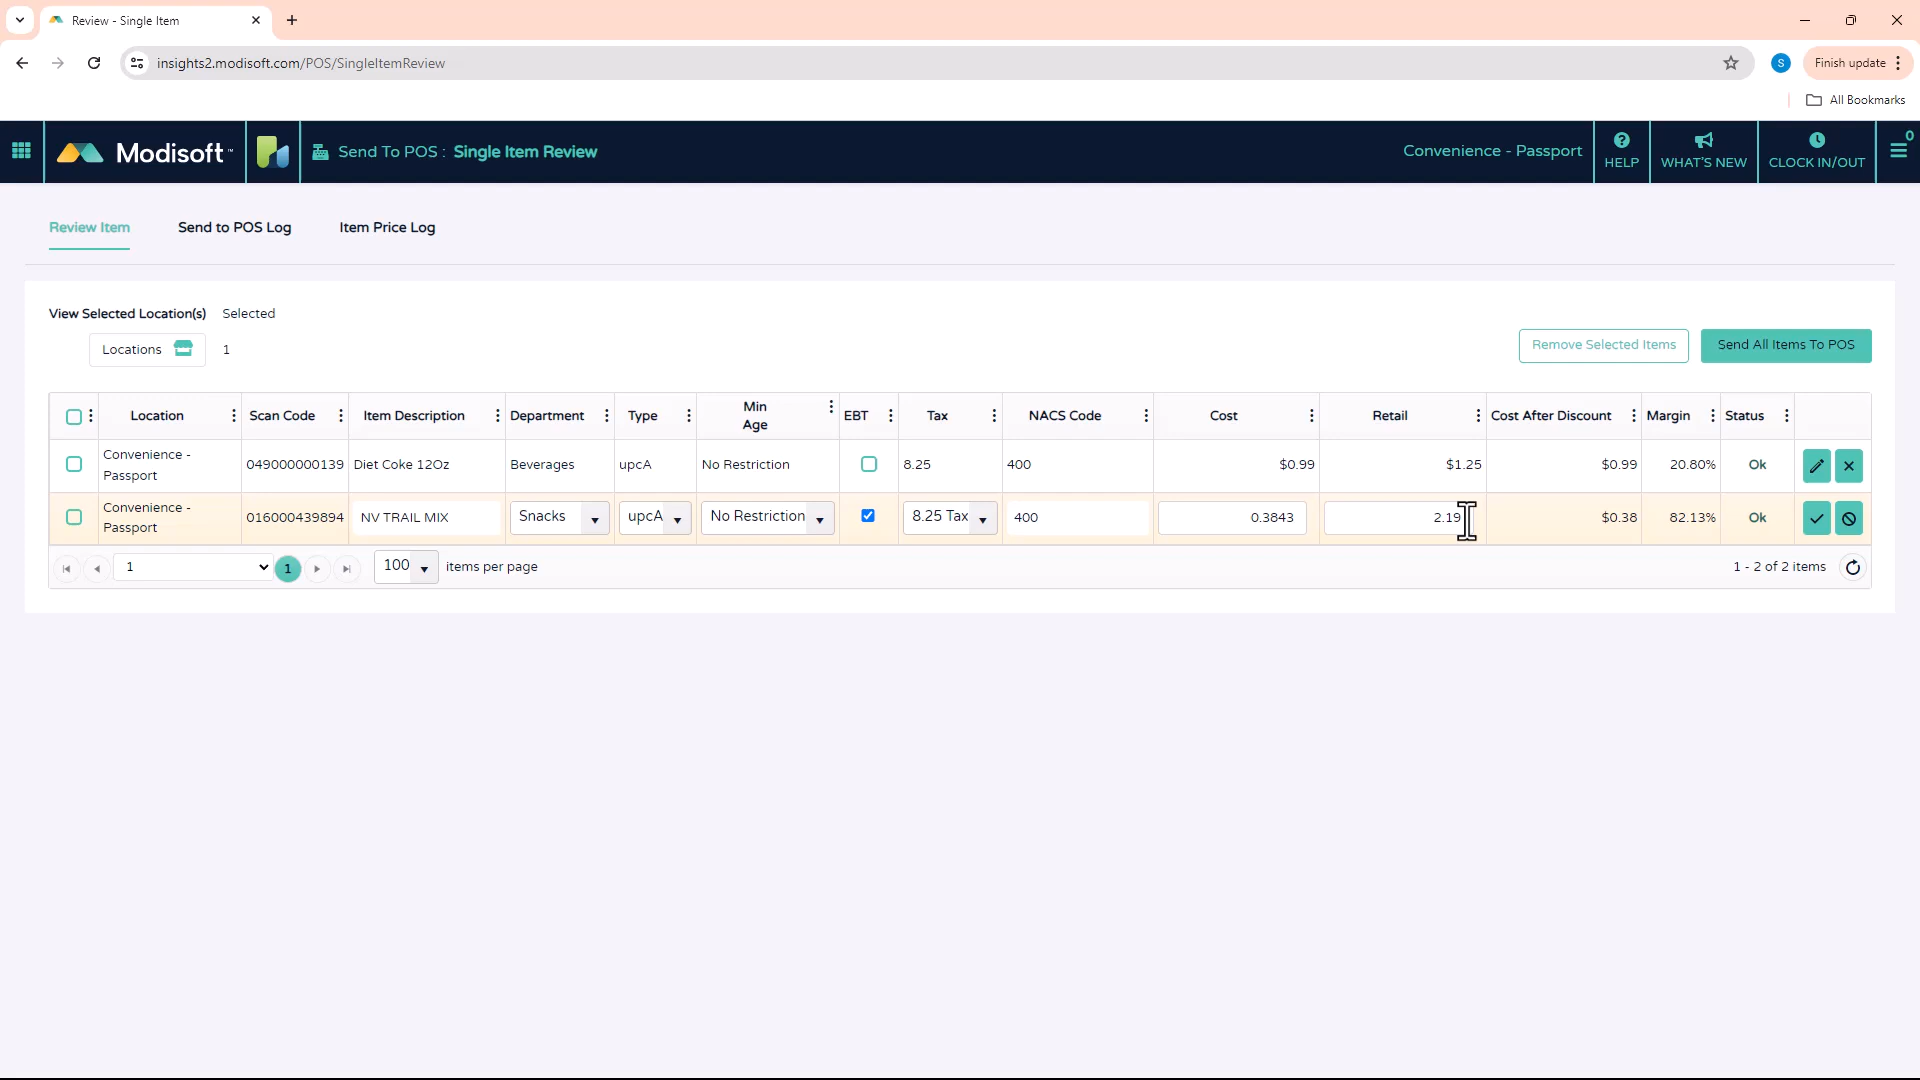 Review - Single Item
insights2.modisoft.com/POS/SingleItemReview
S
Finish update
All Bookmarks
Modisoft™
Send To POS : Single Item Review
Convenience - Passport
HELP
WHAT'S NEW
CLOCK IN/OUT
0
Review Item
Send to POS Log
Item Price Log
View Selected Location(s) Selected
Locations 1
Remove Selected Items
Send All Items To POS
Location Scan Code Item Description Department Type Min Age EBT Tax NACS Code Cost Retail Cost After Discount Margin Status
Convenience - Passport 049000000139 Diet Coke 12Oz Beverages upcA No Restriction 8.25 400 $0.99 $1.25 $0.99 20.80% Ok
Convenience - Passport 016000439894 NV TRAIL MIX Snacks upcA No Restriction 8.25 Tax 400 0.3843 2.19 $0.38 82.13% Ok
1 1 100 items per page 1 - 2 of 2 items